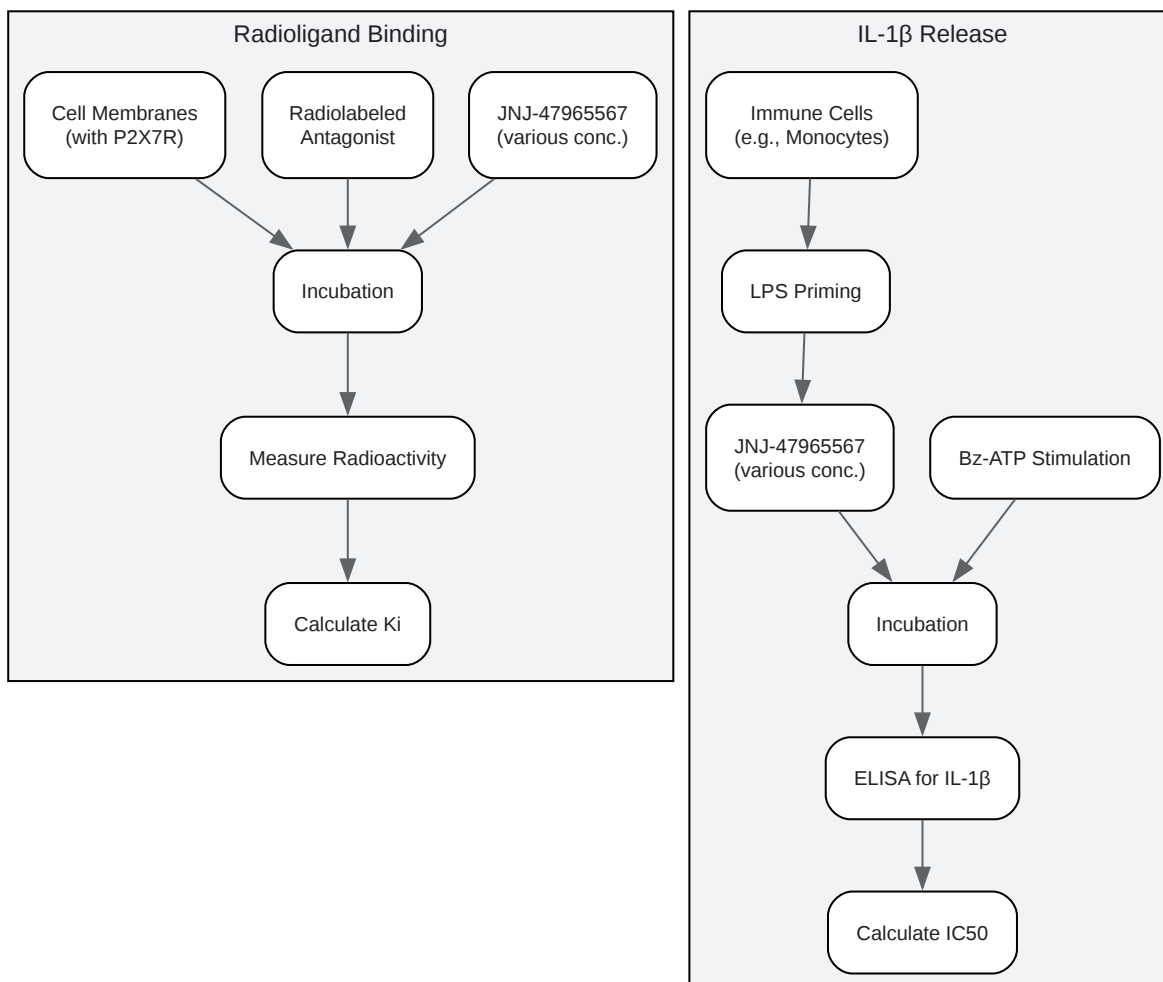 Radioligand Binding
Cell Membranes
(with P2X7R)
Radiolabeled
Antagonist
JNJ-47965567
(various conc.)
Incubation
Measure Radioactivity
Calculate Ki
IL-1β Release
Immune Cells
(e.g., Monocytes)
LPS Priming
JNJ-47965567
(various conc.)
Bz-ATP Stimulation
Incubation
ELISA for IL-1β
Calculate IC50